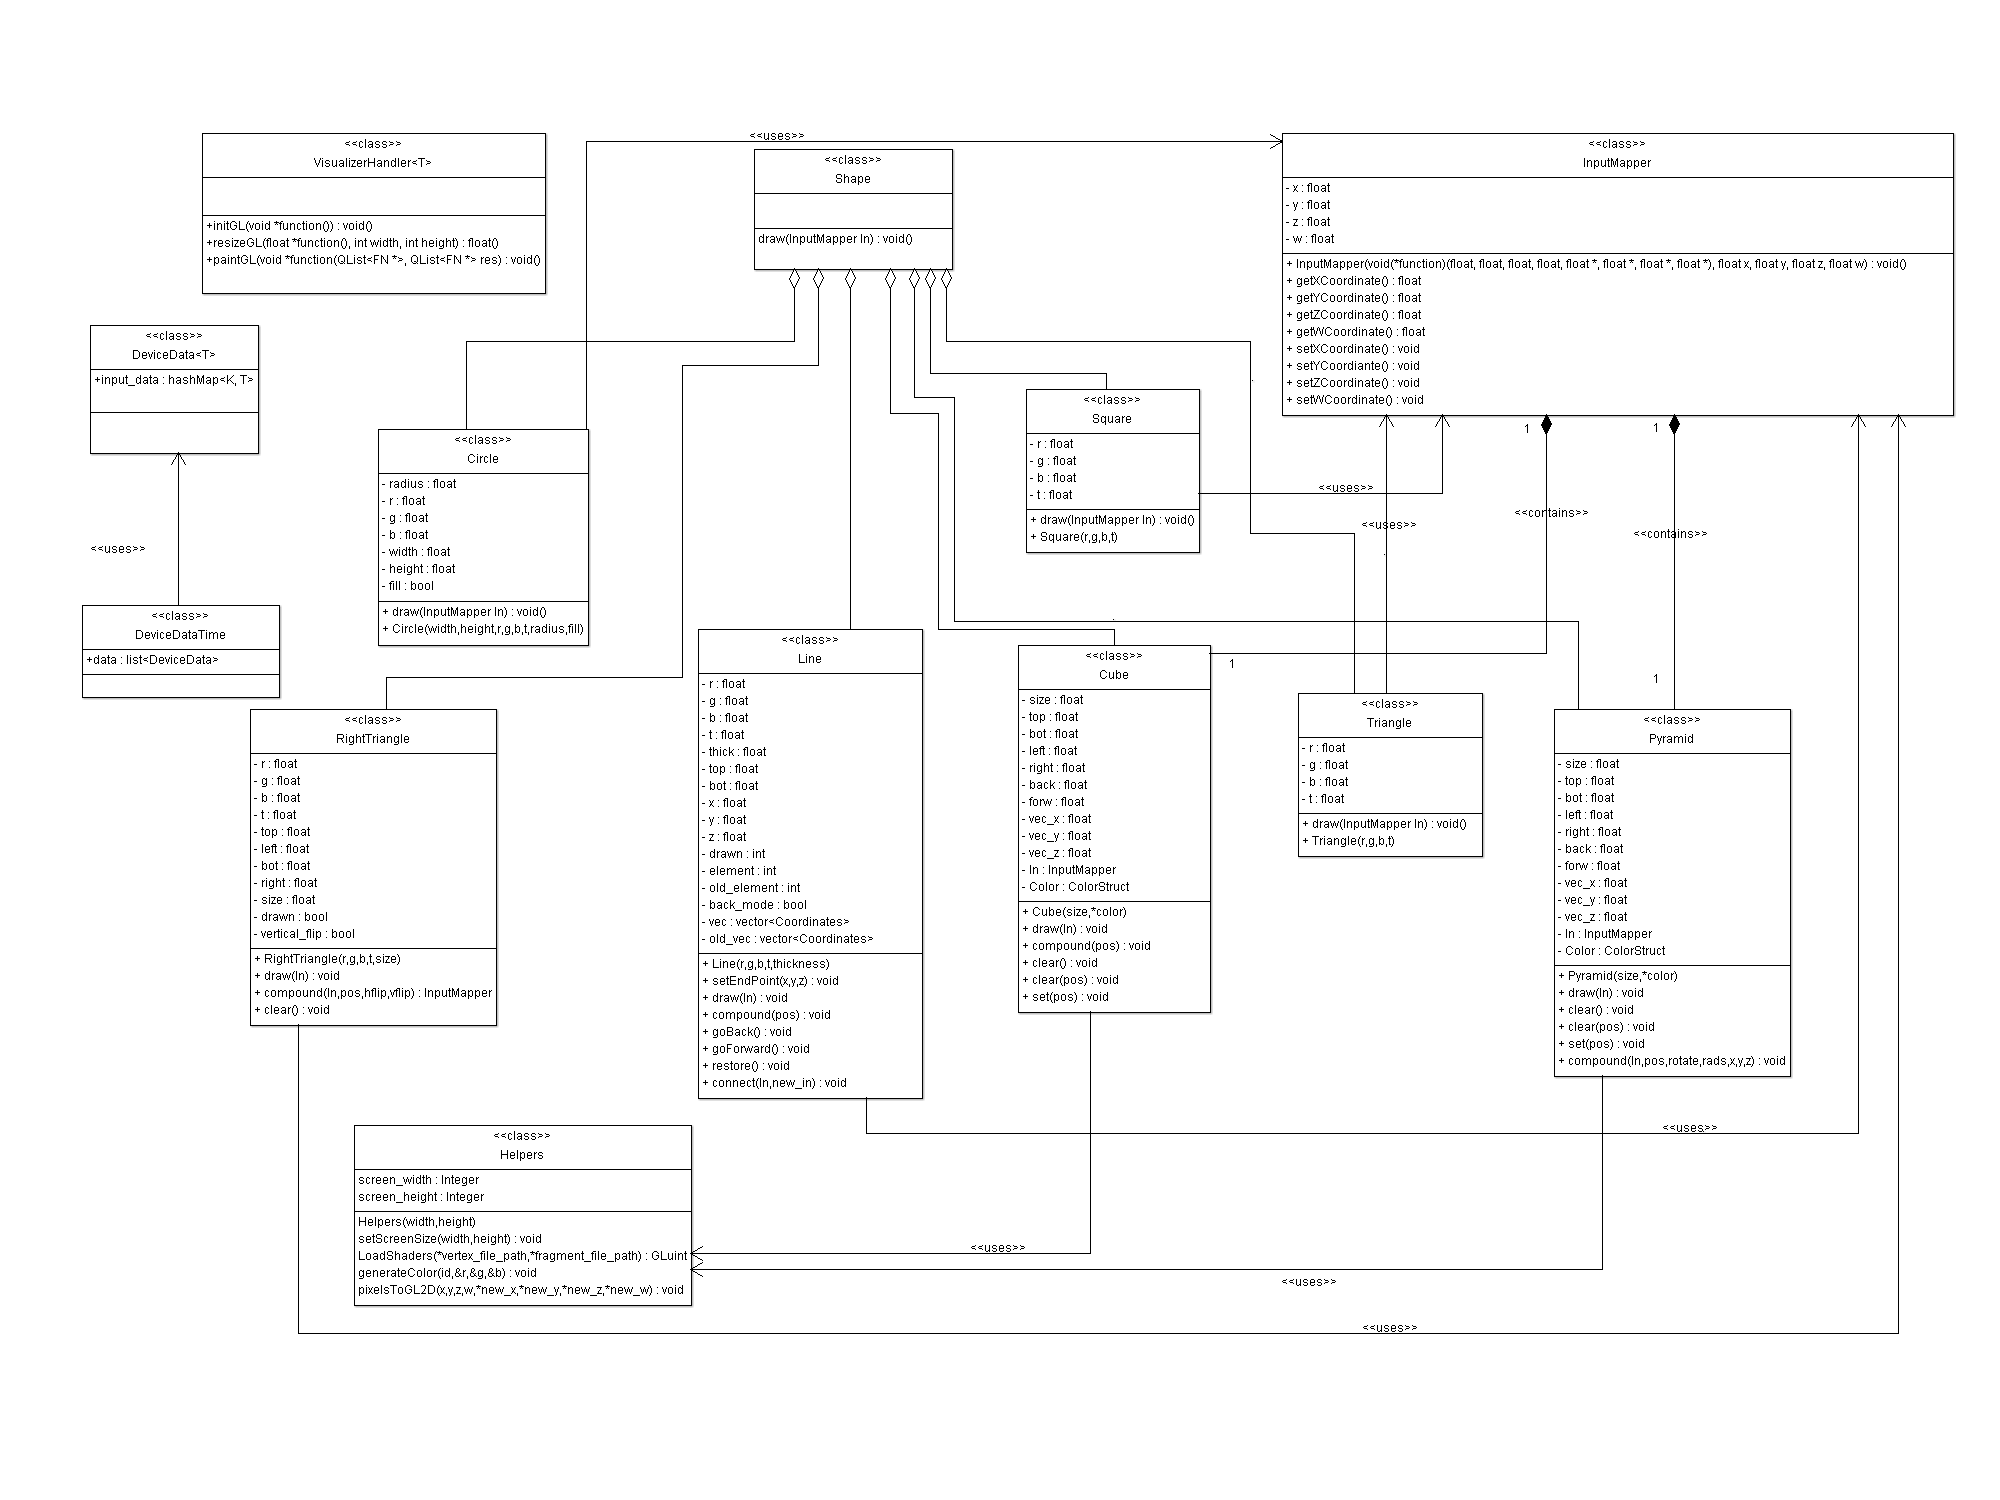 <<class>>
VisualizerHandler<T>
+initGL(void *function()) : void()
+resizeGL(float *function(), int width, int height) : float()
+paintGL(void *function(QList<FN *>, QList<FN *> res) : void()
<<uses>>
<<class>>
Shape
draw(InputMapper In) : void()
<<class>>
InputMapper
- x : float
- y : float
- z : float
- w : float
+ InputMapper(void(*function)(float, float, float, float, float *, float *, float *, float *), float x, float y, float z, float w) : void()
+ getXCoordinate() : float
+ getYCoordinate() : float
+ getZCoordinate() : float
+ getWCoordinate() : float
+ setXCoordinate() : void
+ setYCoordiante() : void
+ setZCoordinate() : void
+ setWCoordinate() : void
<<class>>
DeviceData<T>
+input_data : hashMap<K, T>
<<uses>>
<<class>>
DeviceDataTime
+data : list<DeviceData>
<<class>>
Circle
- radius : float
- r : float
- g : float
- b : float
- width : float
- height : float
- fill : bool
+ draw(InputMapper In) : void()
+ Circle(width,height,r,g,b,t,radius,fill)
<<class>>
Square
- r : float
- g : float
- b : float
- t : float
+ draw(InputMapper In) : void()
+ Square(r,g,b,t)
<<uses>>
<<uses>>
1
<<contains>>
1
1
<<contains>>
1
<<class>>
RightTriangle
- r : float
- g : float
- b : float
- t : float
- top : float
- left : float
- bot : float
- right : float
- size : float
- drawn : bool
- vertical_flip : bool
+ RightTriangle(r,g,b,t,size)
+ draw(In) : void
+ compound(In,pos,hflip,vflip) : InputMapper
+ clear() : void
<<class>>
Line
- r : float
- g : float
- b : float
- t : float
- thick : float
- top : float
- bot : float
- x : float
- y : float
- z : float
- drawn : int
- element : int
- old_element : int
- back_mode : bool
- vec : vector<Coordinates>
- old_vec : vector<Coordinates>
+ Line(r,g,b,t,thickness)
+ setEndPoint(x,y,z) : void
+ draw(In) : void
+ compound(pos) : void
+ goBack() : void
+ goForward() : void
+ restore() : void
+ connect(In,new_in) : void
<<class>>
Cube
- size : float
- top : float
- bot : float
- left : float
- right : float
- back : float
- forw : float
- vec_x : float
- vec_y : float
- vec_z : float
- In : InputMapper
- Color : ColorStruct
+ Cube(size,*color)
+ draw(In) : void
+ compound(pos) : void
+ clear() : void
+ clear(pos) : void
+ set(pos) : void
<<class>>
Triangle
- r : float
- g : float
- b : float
- t : float
+ draw(InputMapper In) : void()
+ Triangle(r,g,b,t)
<<class>>
Pyramid
- size : float
- top : float
- bot : float
- left : float
- right : float
- back : float
- forw : float
- vec_x : float
- vec_y : float
- vec_z : float
- In : InputMapper
- Color : ColorStruct
+ Pyramid(size,*color)
+ draw(In) : void
+ clear() : void
+ clear(pos) : void
+ set(pos) : void
+ compound(In,pos,rotate,rads,x,y,z) : void
<<uses>>
<<class>>
Helpers
screen_width : Integer
screen_height : Integer
Helpers(width,height)
setScreenSize(width,height) : void
LoadShaders(*vertex_file_path,*fragment_file_path) : GLuint
generateColor(id,&r,&g,&b) : void
pixelsToGL2D(x,y,z,w,*new_x,*new_y,*new_z,*new_w) : void
<<uses>>
<<uses>>
<<uses>>